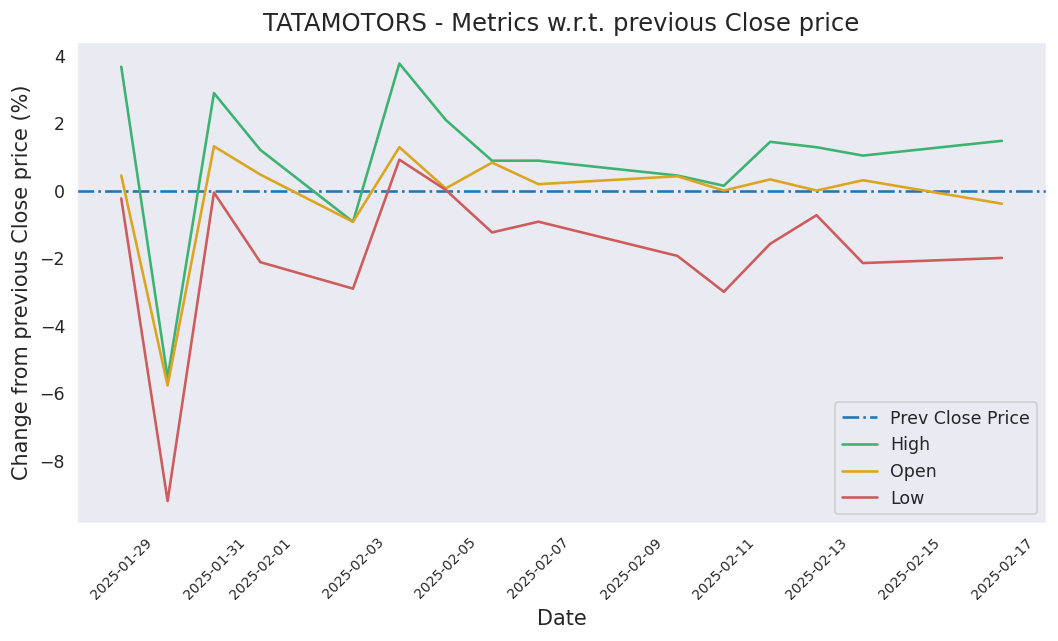 TATAMOTORS - Metrics w.r.t. previous Close price
Change from previous Close price (%)
4
2
0
−2
−4
−6
−8
Prev Close Price
High
Open
Low
2025-01-29
2025-01-31
2025-02-01
2025-02-03
2025-02-05
2025-02-07
2025-02-09
2025-02-11
2025-02-13
2025-02-15
2025-02-17
Date